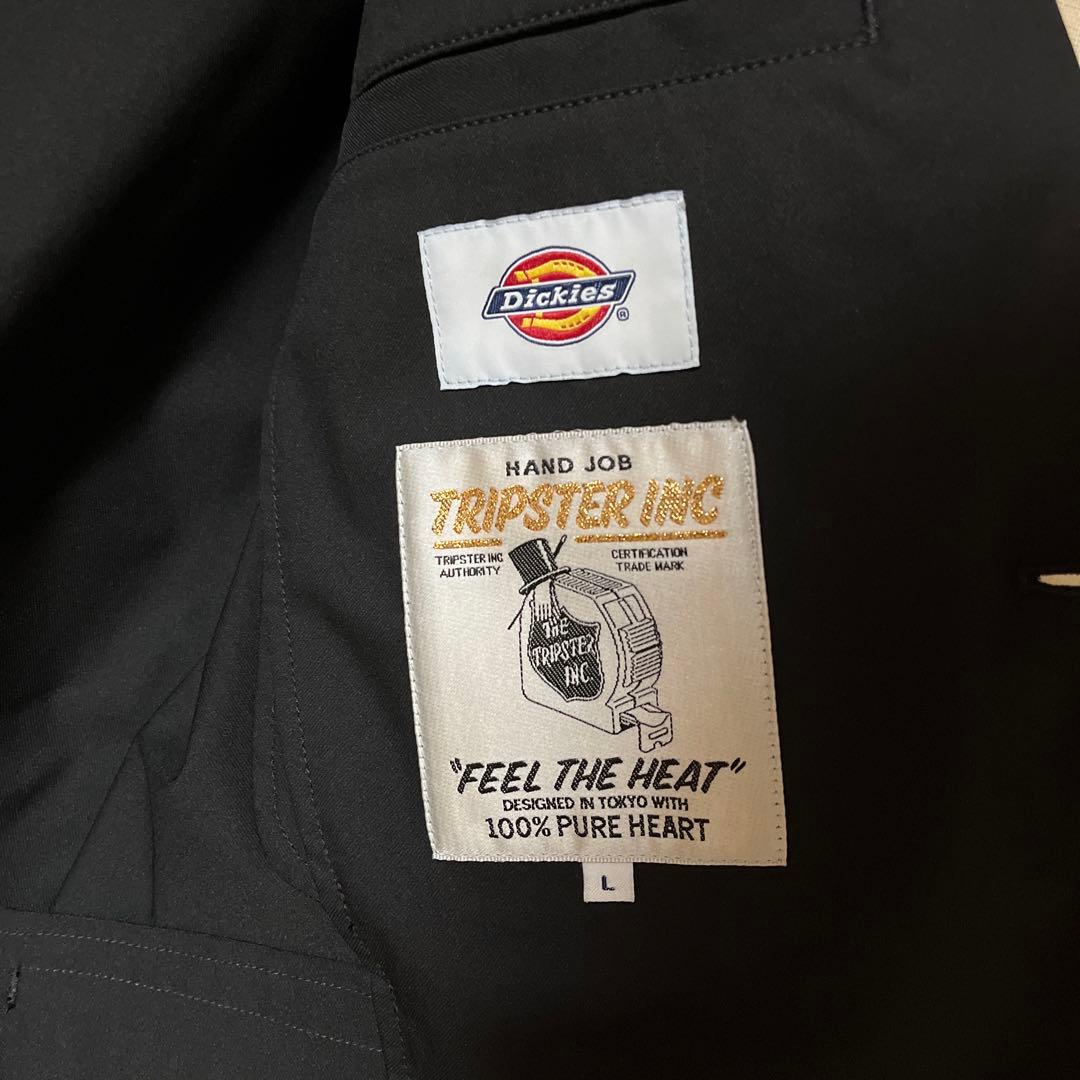 Dickies®
HAND JOB
TRIPSTER INC
TRIPSTER INC
AUTHORITY
CERTIFICATION
TRADE MARK
THE
TRIPSTER
INC.
"FEEL THE HEAT"
DESIGNED IN TOKYO WITH
100% PURE HEART
L